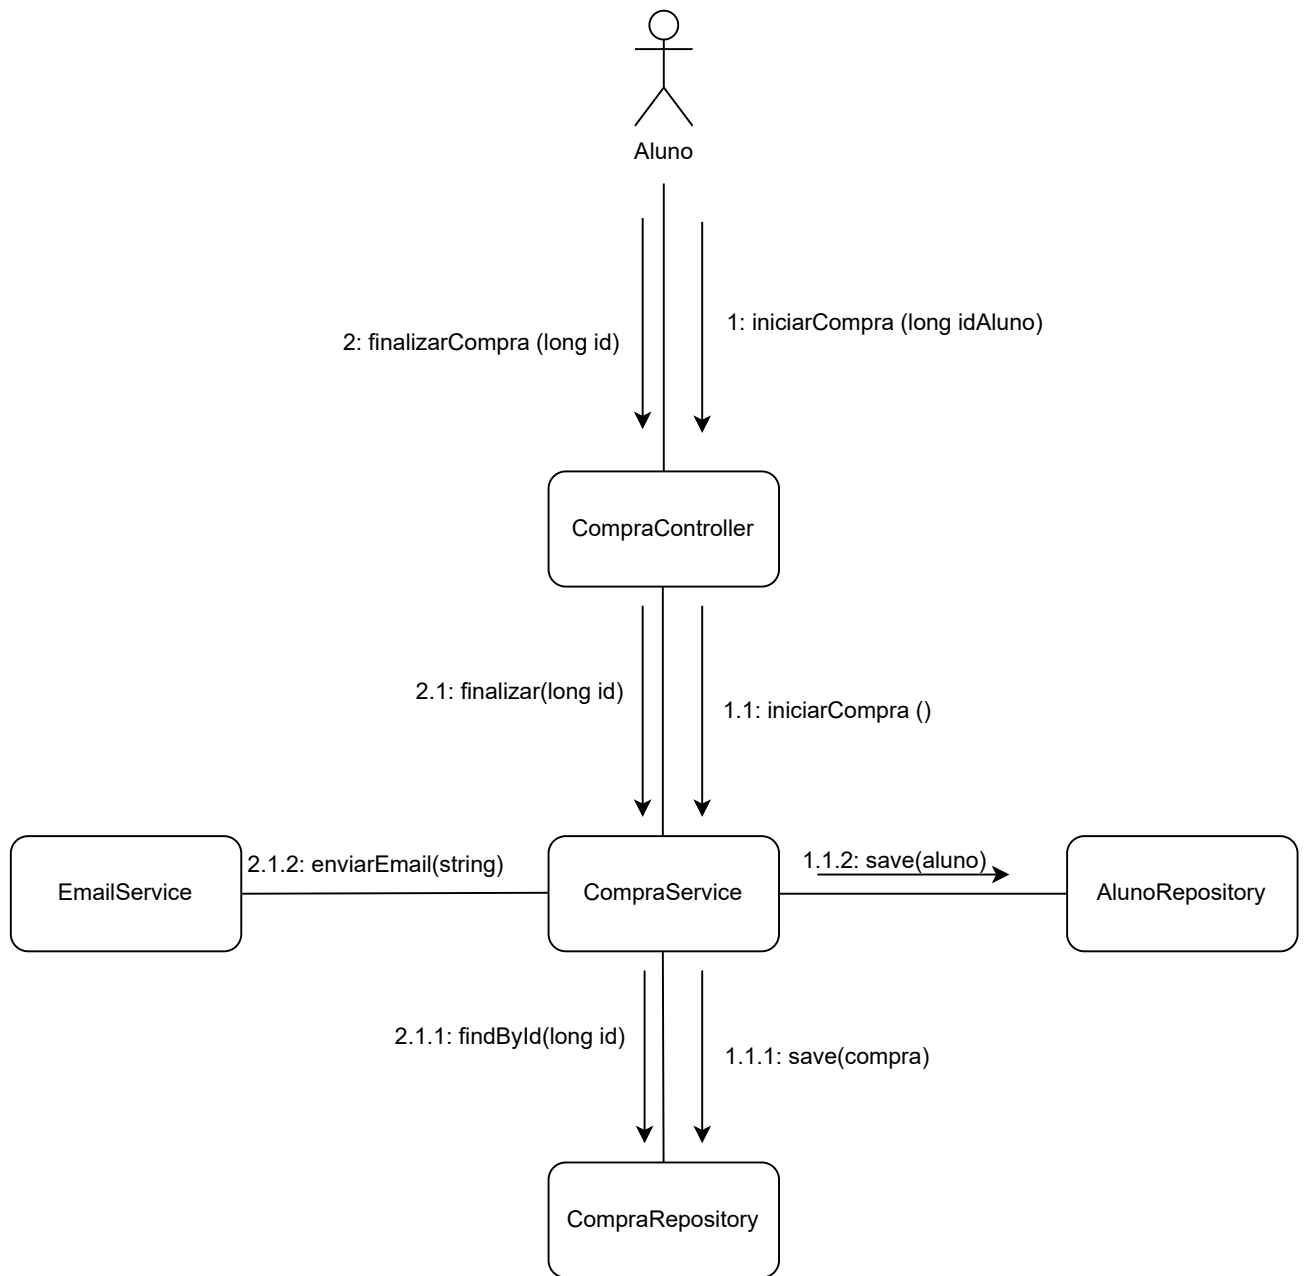 Aluno
1: iniciarCompra (long idAluno)
2: finalizarCompra (long id)
CompraController
2.1: finalizar(long id)
1.1: iniciarCompra ()
EmailService
2.1.2: enviarEmail(string)
CompraService
1.1.2: save(aluno)
AlunoRepository
2.1.1: findById(long id)
1.1.1: save(compra)
CompraRepository